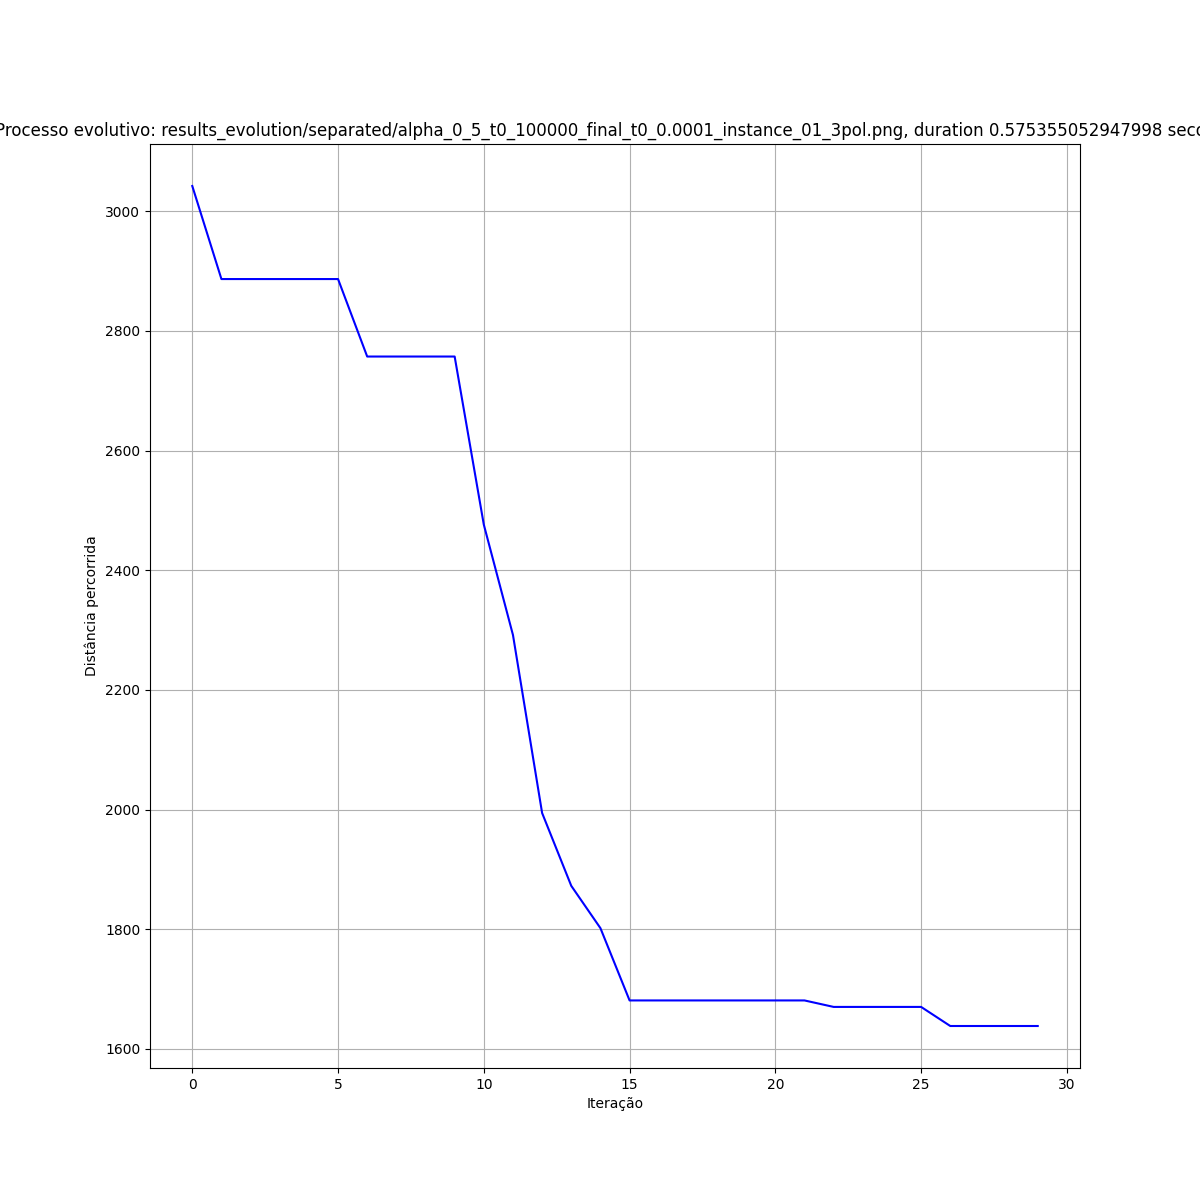 Processo evolutivo: results_evolution/separated/alpha_0_5_t0_100000_final_t0_0.0001_instance_01_3pol.png, duration 0.575355052947998
3000
2800
2600
2400
2200
2000
1800
1600
Distância percorrida
0 5 10 15 20 25 30
Iteração